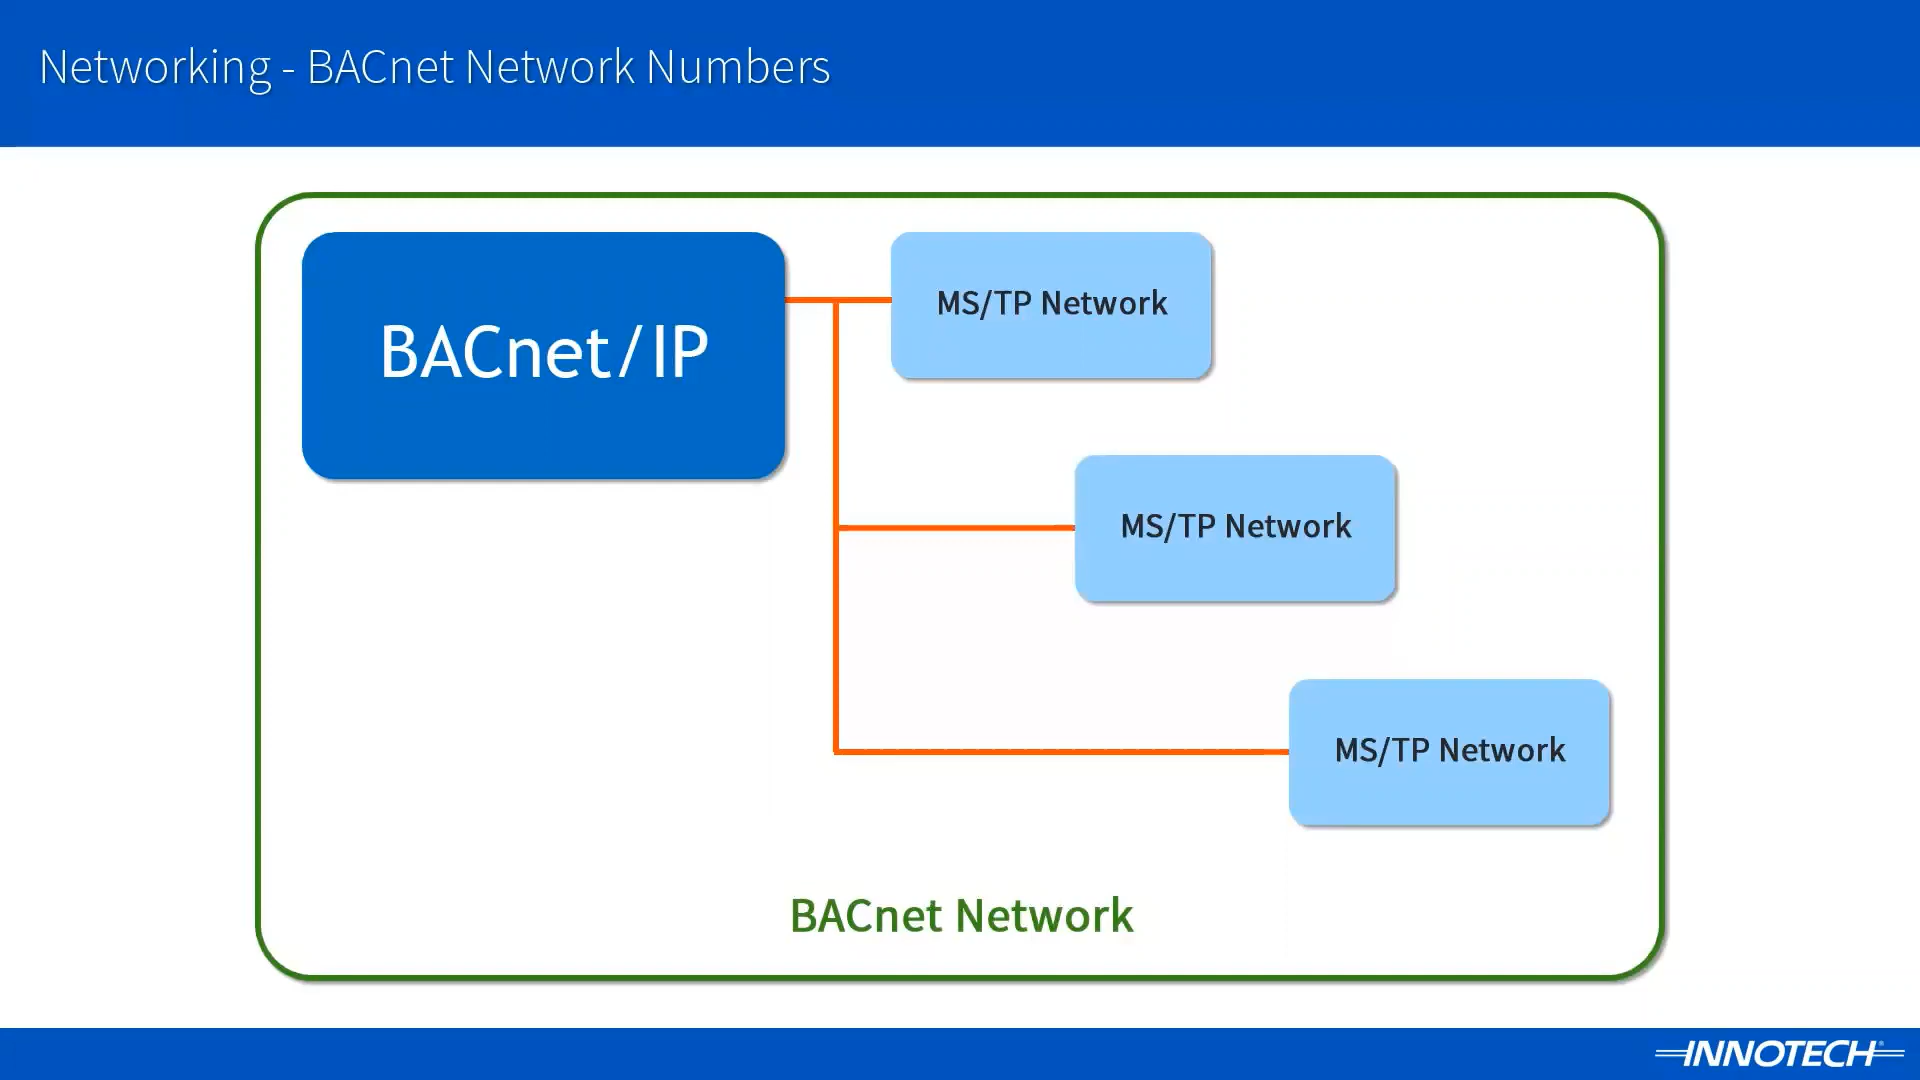 Networking - BACnet Network Numbers
BACnet/IP
MS/TP Network
MS/TP Network
MS/TP Network
BACnet Network
INNOTECH®